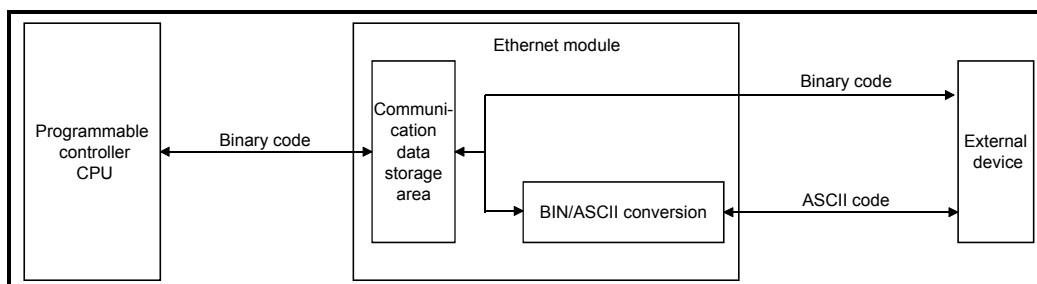 Ethernet module
Programmable
controller
CPU
Binary code
Communi-
cation
data
storage
area
Binary code
BIN/ASCII conversion
ASCII code
External
device